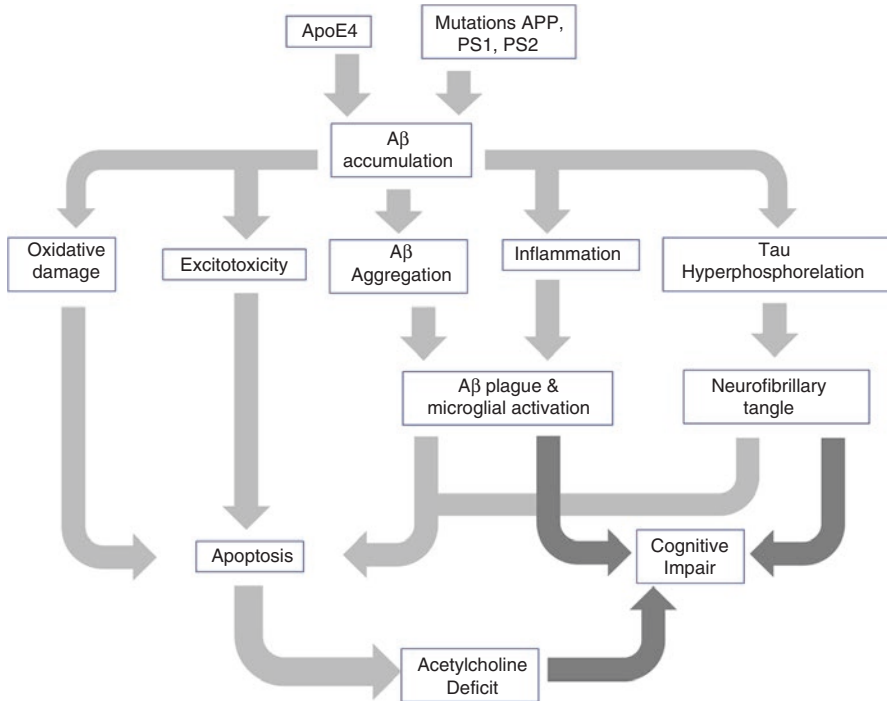 ApoE4
Mutations APP,
PS1, PS2
Aβ
accumulation
Oxidative
damage
Excitotoxicity
Aβ
Aggregation
Inflammation
Tau
Hyperphosphorelation
Aβ plague &
microglial activation
Neurofibrillary
tangle
Apoptosis
Cognitive
Impair
Acetylcholine
Deficit